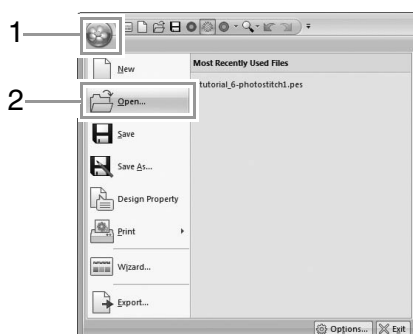 1
2
New
Open...
Save
Save As...
Design Property
Print
Wizard...
Export...
Most Recently Used Files
tutorial_6-photostitch1.pes
Options...
Exit